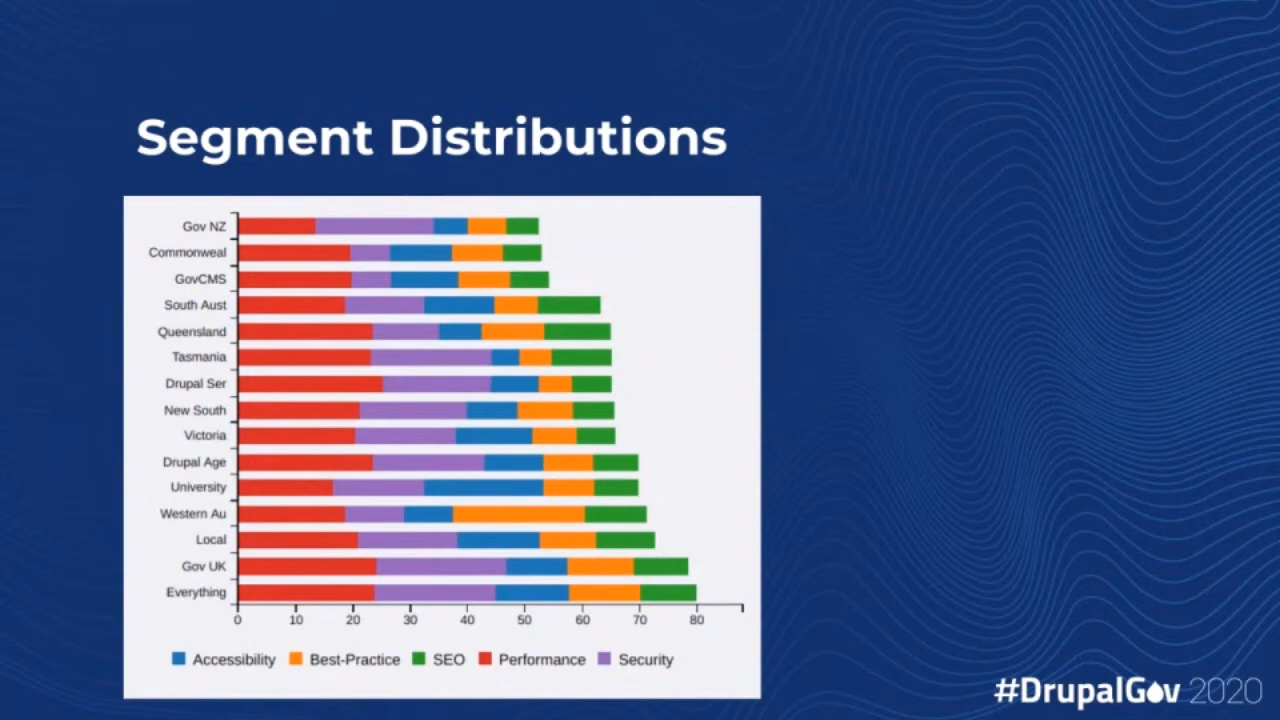 Segment Distributions
Gov NZ
Commonweal
GovCMS
South Aust
Queensland
Tasmania
Drupal Ser
New South
Victoria
Drupal Age
University
Western Au
Local
Gov UK
Everything
0 10 20 30 40 50 60 70 80
Accessibility Best-Practice SEO Performance Security
#DrupalGov 2020